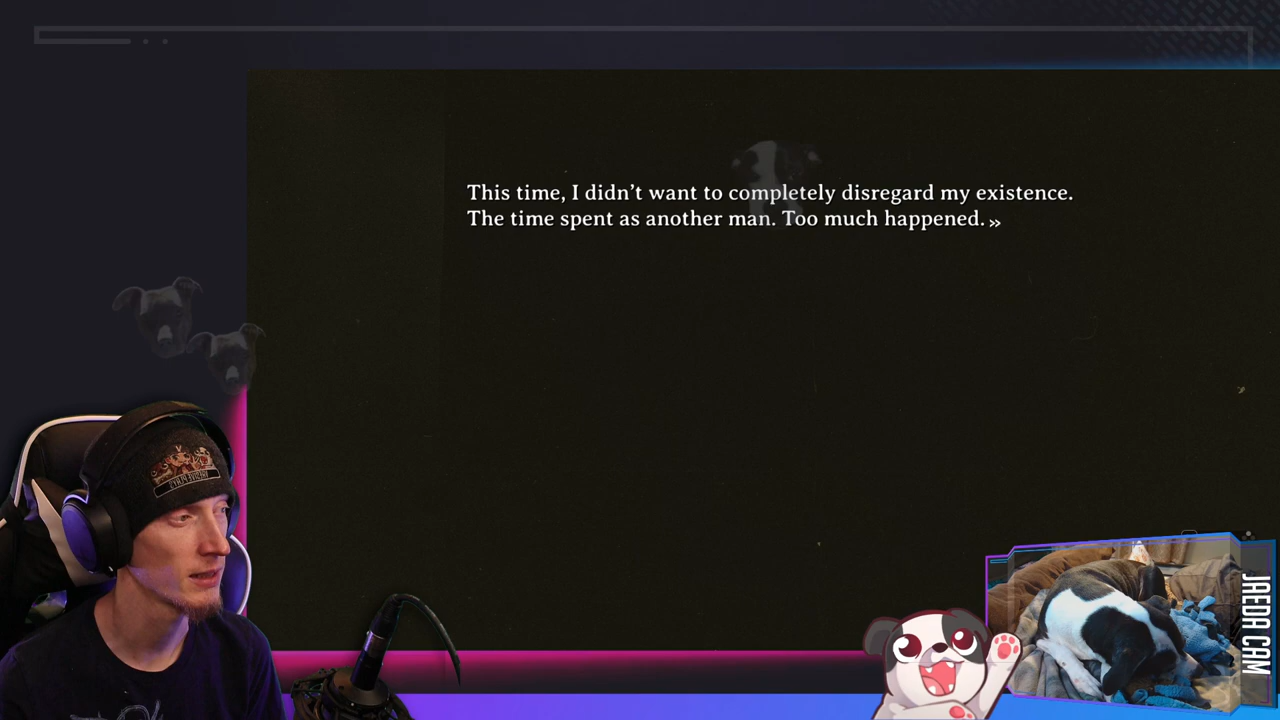 This time, I didn’t want to completely disregard my existence.
The time spent as another man. Too much happened. »
JAEDA CAM